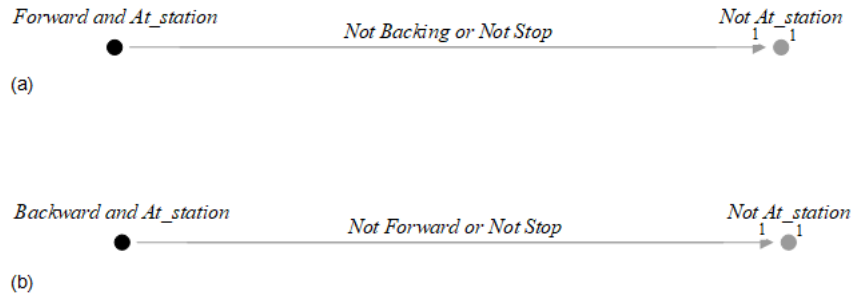 Forward and At_station
Not Backing or Not Stop
Not At_station
1 1
(a)
Backward and At_station
Not Forward or Not Stop
Not At_station
1 1
(b)